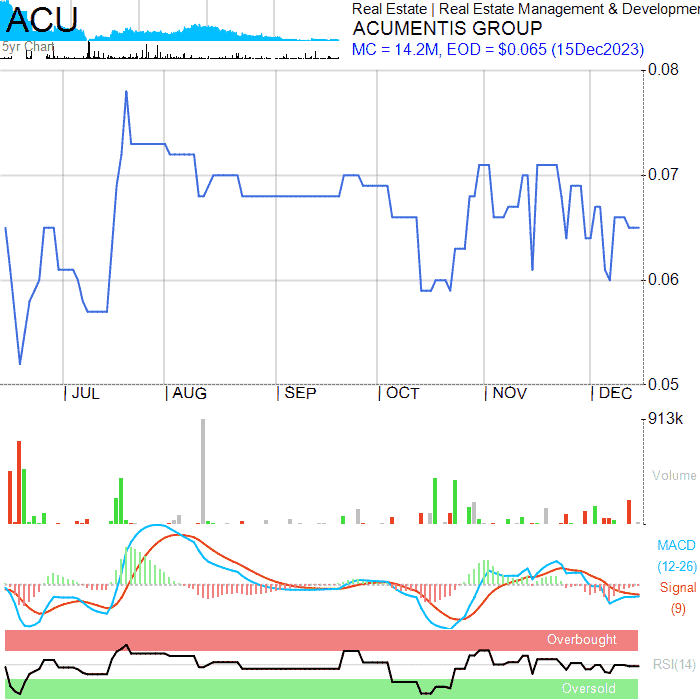 ACU
5yr Chart
Real Estate | Real Estate Management & Developmen
ACUMENTIS GROUP
MC = 14.2M, EOD = $0.065 (15Dec2023)
0.08
0.07
0.06
0.05
JUL
AUG
SEP
OCT
NOV
DEC
913k
Volume
MACD
(12-26)
Signal
(9)
Overbought
RSI(14)
Oversold